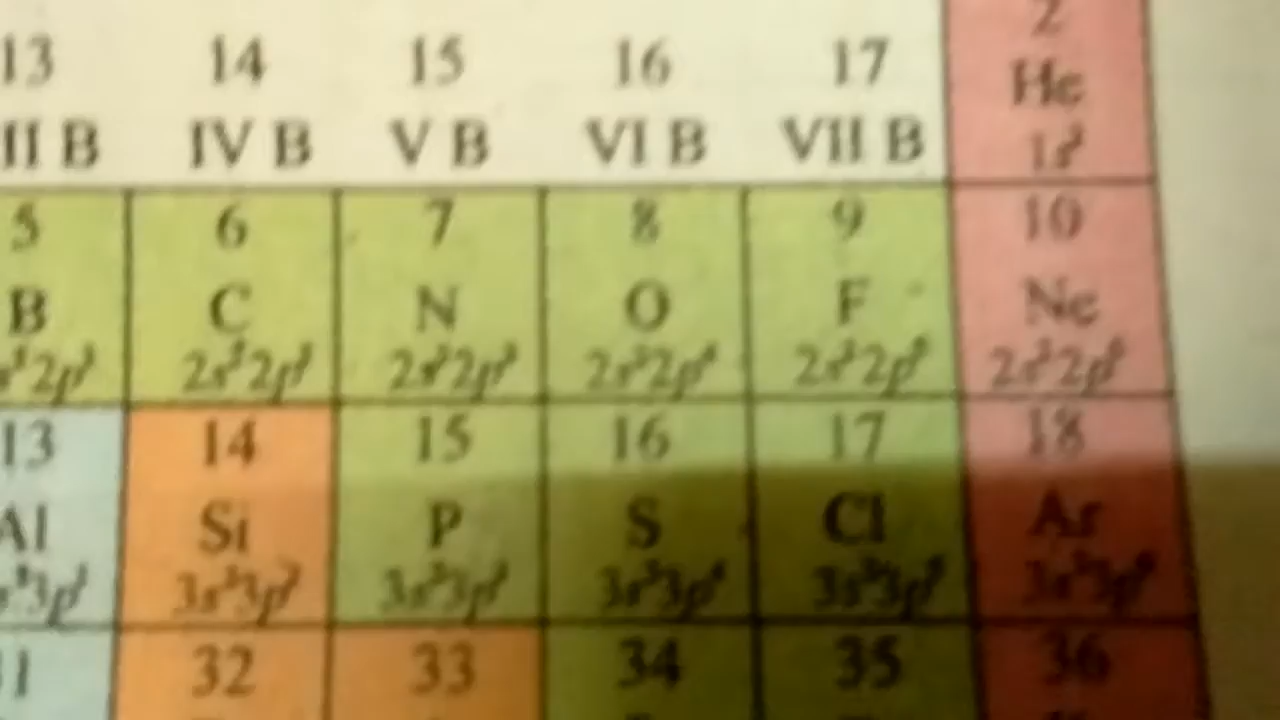 2
13 14 15 16 17 He
II B IV B V B VI B VII B 1s²
5 6 7 8 9 10
B C N O F Ne
2p¹ 2s²2p² 2s²2p³ 2s²2p⁴ 2s²2p⁵ 2s²2p⁶
13 14 15 16 17 18
Al Si P S Cl Ar
3p¹ 3s²3p² 3s²3p³ 3s²3p⁴ 3s²3p⁵ 3s²3p⁶
32 33 34 35 36